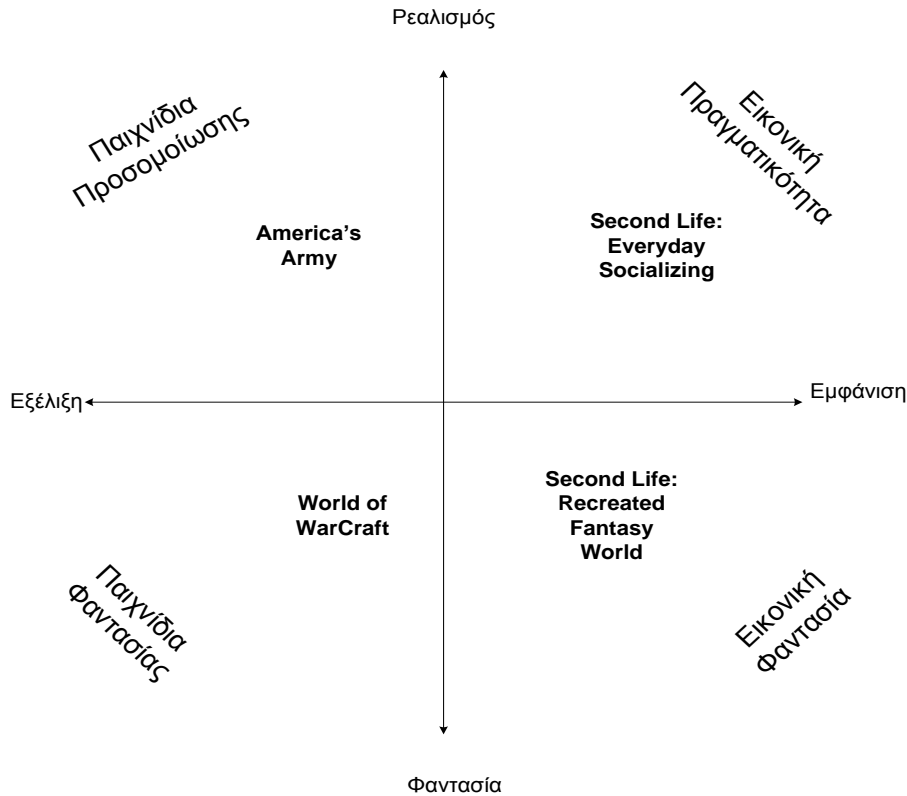 Ρεαλισμός
Παιχνίδια
Προσομοίωσης
Εικονική
Πραγματικότητα
America's
Army
Second Life:
Everyday
Socializing
Εξέλιξη
Εμφάνιση
World of
WarCraft
Second Life:
Recreated
Fantasy
World
Παιχνίδια
Φαντασίας
Εικονική
Φαντασία
Φαντασία